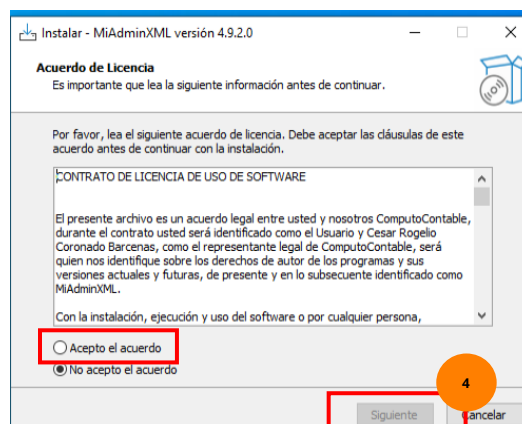 Instalar - MiAdminXML versión 4.9.2.0
Acuerdo de Licencia
Es importante que lea la siguiente información antes de continuar.
Por favor, lea el siguiente acuerdo de licencia. Debe aceptar las cláusulas de este
acuerdo antes de continuar con la instalación.
CONTRATO DE LICENCIA DE USO DE SOFTWARE
El presente archivo es un acuerdo legal entre usted y nosotros ComputoContable,
durante el contrato usted será identificado como el Usuario y Cesar Rogelio
Coronado Barcenas, como el representante legal de ComputoContable, será
quien nos identifique sobre los derechos de autor de los programas y sus
versiones actuales y futuras, de presente y en lo subsecuente identificado como
MiAdminXML.
Con la instalación, ejecución y uso del software o por cualquier persona,
Acepto el acuerdo
No acepto el acuerdo
4
Siguiente
Cancelar